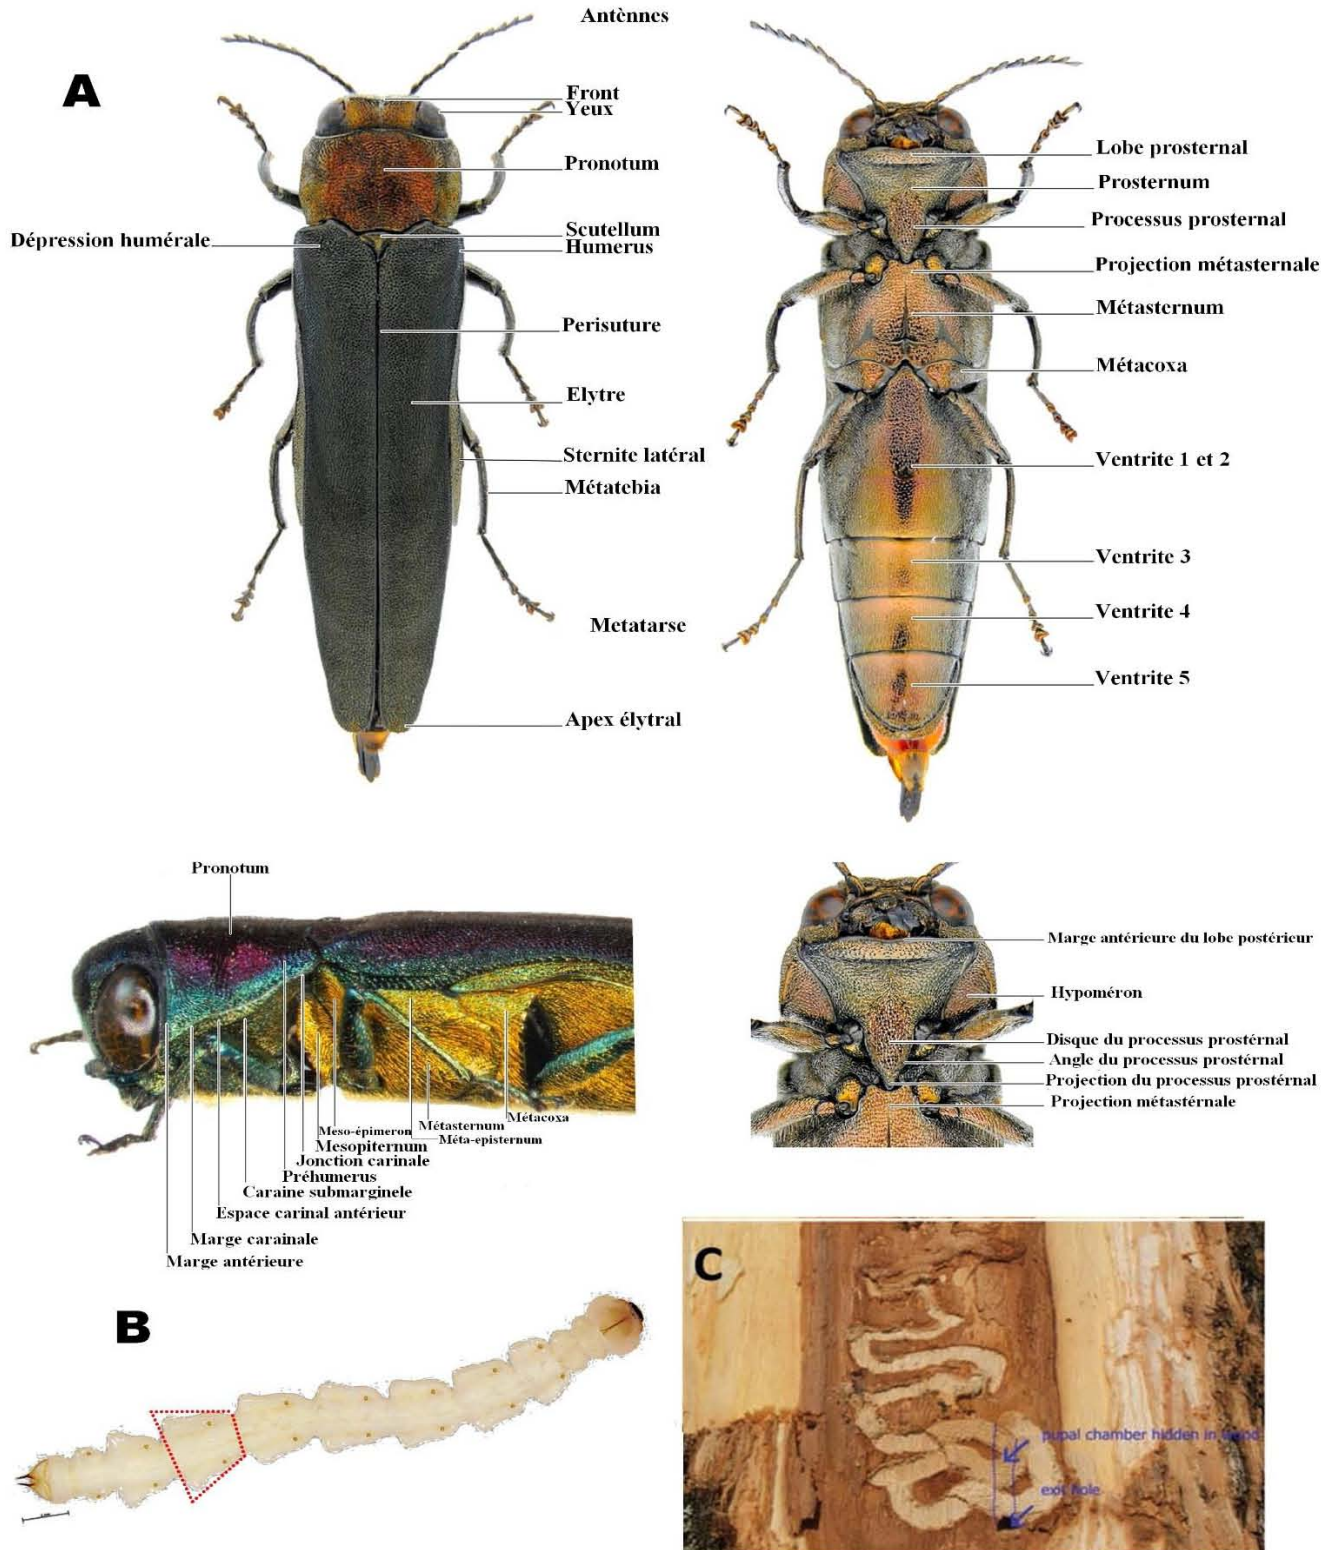 Antènnes
A
Front
Yeux
Pronotum
Scutellum
Humerus
Dépression humérale
Perisuture
Elytre
Sternite latéral
Métatebia
Metatarse
Apex élytral
Lobe prosternal
Prosternum
Processus prosternal
Projection métasternale
Métasternum
Métacoxa
Ventrite 1 et 2
Ventrite 3
Ventrite 4
Ventrite 5
Pronotum
Métacoxa
Métasternum
Meso-épimeron
Méta-episternum
Mesopiternum
Jonction carinale
Préhumerus
Caraine submarginele
Espace carinal antérieur
Marge carainale
Marge antérieure
Marge antérieure du lobe postérieur
Hypoméron
Disque du processus prostérnal
Angle du processus prostérnal
Projection du processus prostérnal
Projection métastérnale
B
C
pupal chamber hidden in wood
exit hole